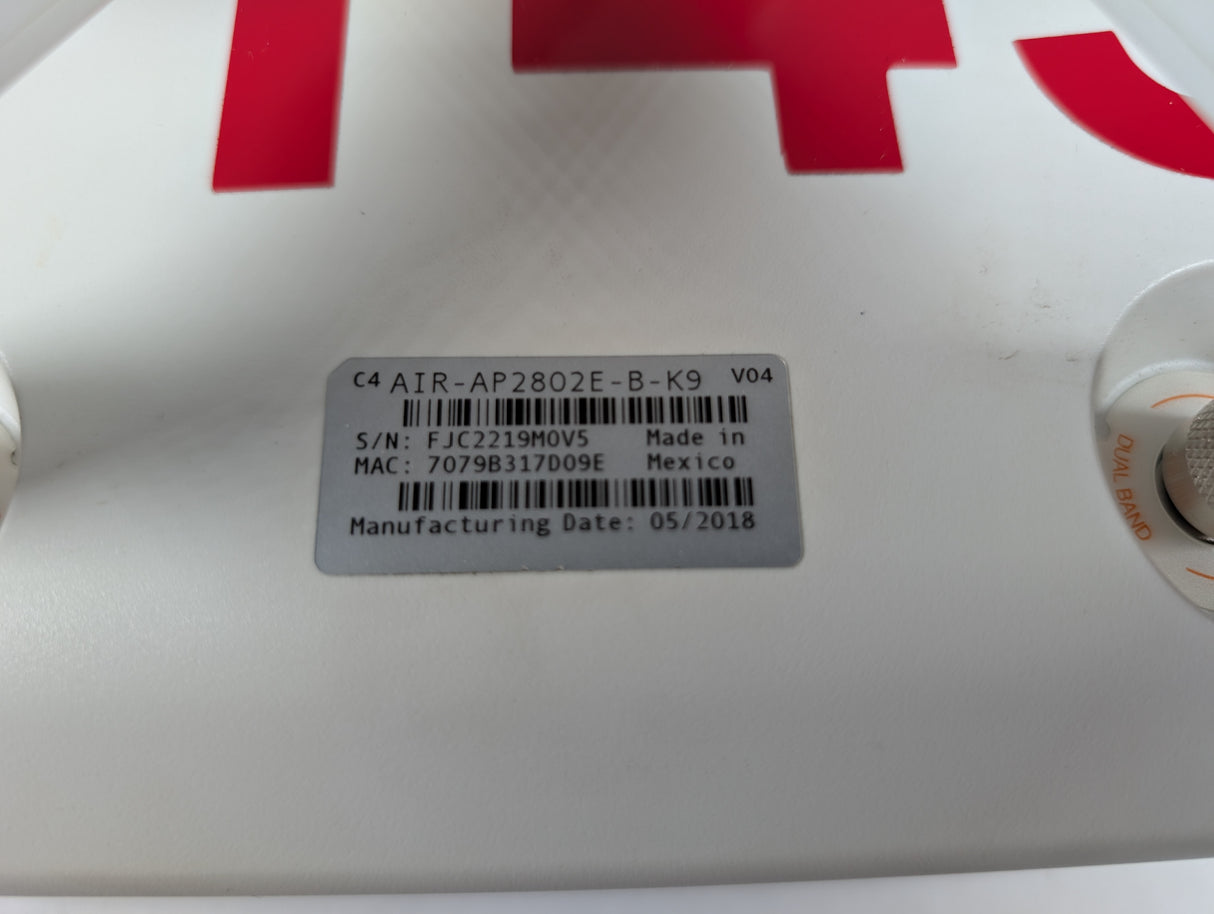 C4 AIR-AP2802E-B-K9 V04
S/N: FJC2219M0V5 Made in
MAC: 7079B317D09E Mexico
Manufacturing Date: 05/2018
DUAL BAND